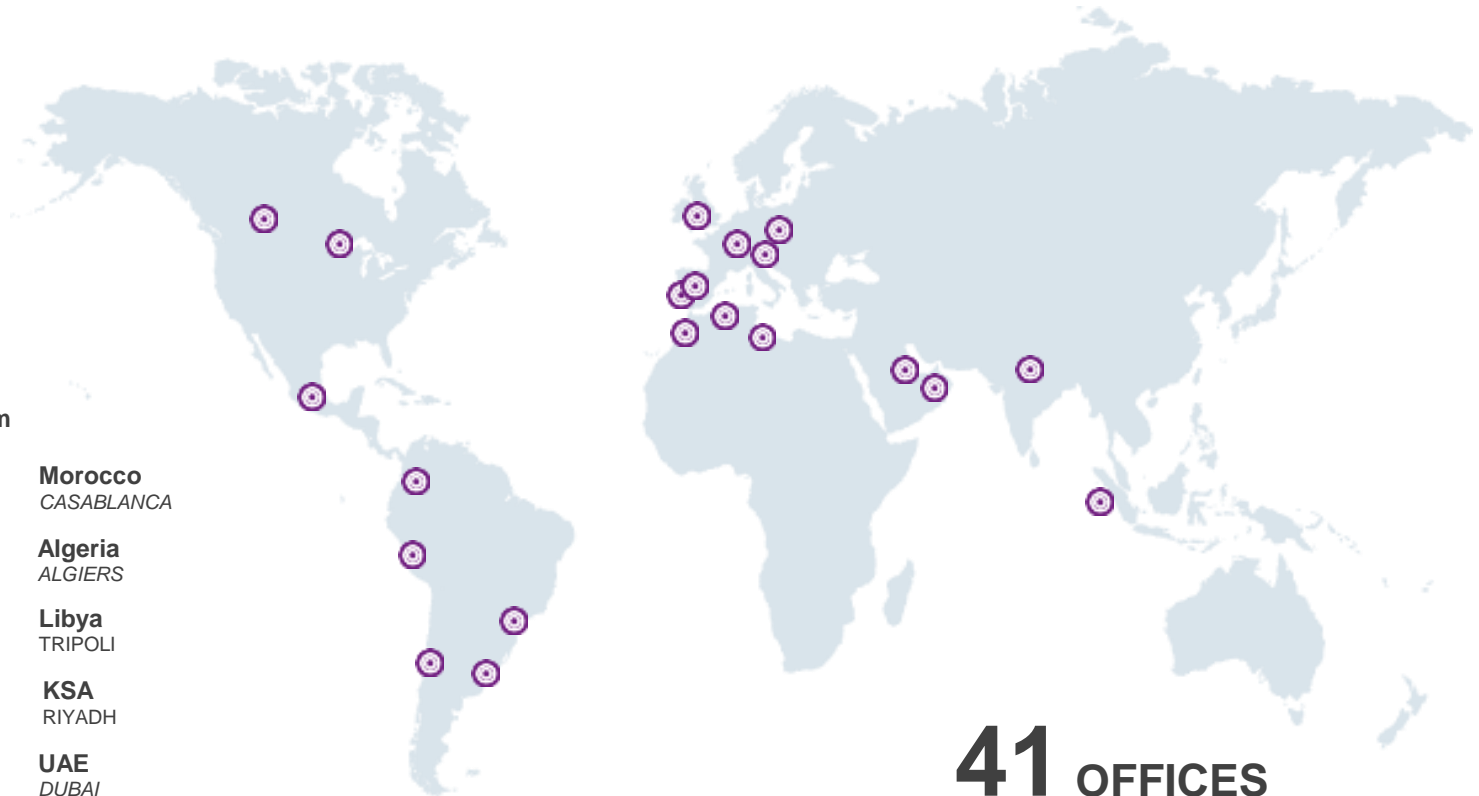 Morocco
CASABLANCA
Algeria
ALGIERS
Libya
TRIPOLI
KSA
RIYADH
UAE
DUBAI
41 OFFICES